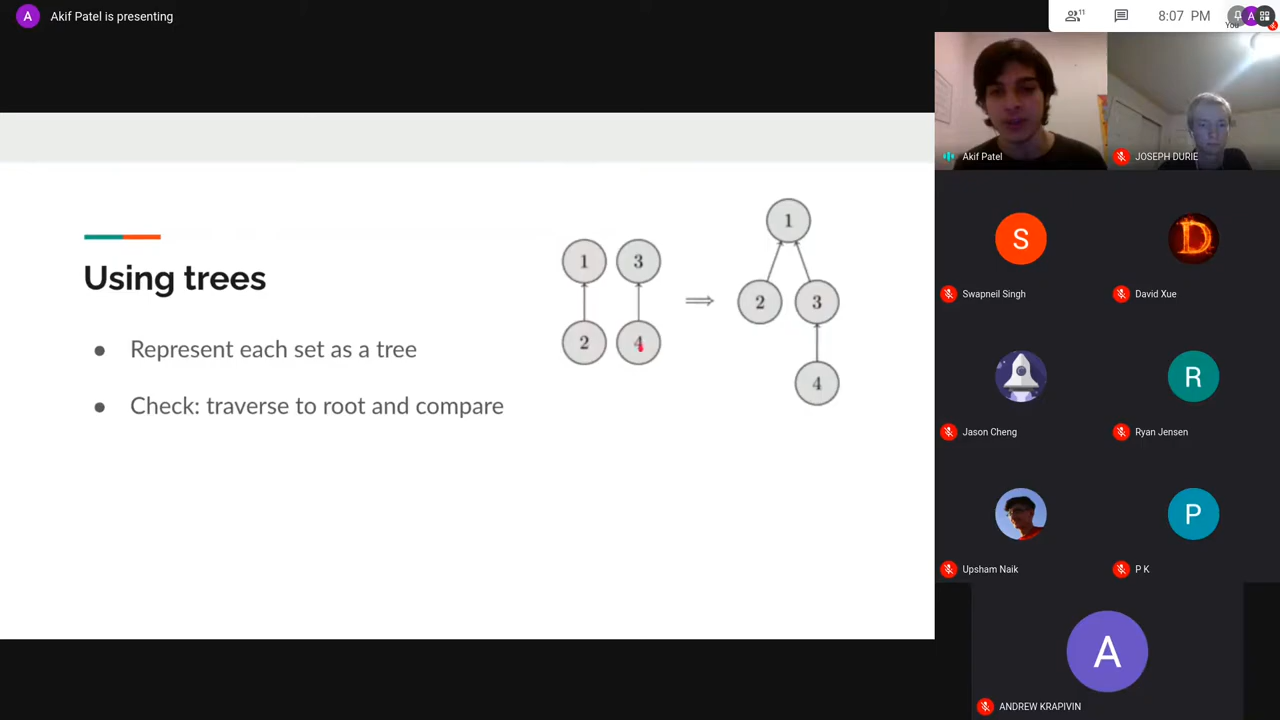 A Akif Patel is presenting
11
8:07 PM
A
You
Using trees
● Represent each set as a tree
● Check: traverse to root and compare
1 3
2 4
⟹
1
2 3
4
Akif Patel
JOSEPH DURIE
S
D
Swapneil Singh
David Xue
R
Jason Cheng
Ryan Jensen
P
Upsham Naik
P K
A
ANDREW KRAPIVIN